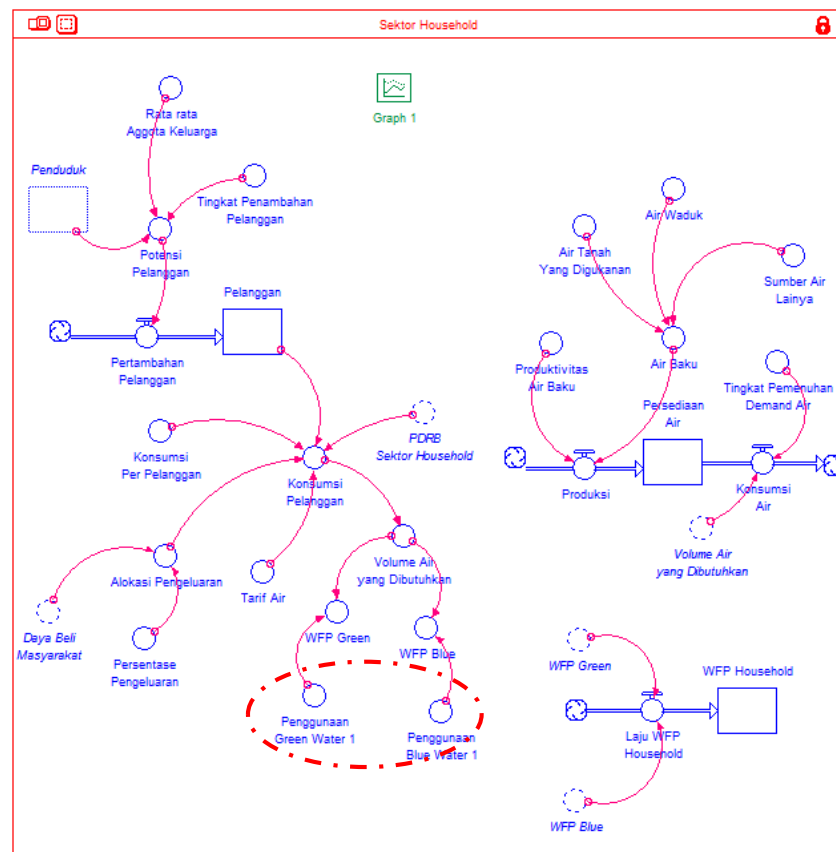 Sektor Household
Graph 1
Rata rata
Aggota Keluarga
Penduduk
Tingkat Penambahan
Pelanggan
Potensi
Pelanggan
Pelanggan
Pertambahan
Pelanggan
Konsumsi
Per Pelanggan
PDRB
Sektor Household
Konsumsi
Pelanggan
Alokasi Pengeluaran
Tarif Air
Volume Air
yang Dibutuhkan
Daya Beli
Masyarakat
Persentase
Pengeluaran
WFP Green
WFP Blue
Penggunaan
Green Water 1
Penggunaan
Blue Water 1
Air Waduk
Air Tanah
Yang Digukanan
Sumber Air
Lainya
Air Baku
Produktivitas
Air Baku
Tingkat Pemenuhan
Demand Air
Persediaan
Air
Produksi
Konsumsi
Air
Volume Air
yang Dibutuhkan
WFP Green
WFP Household
Laju WFP
Household
WFP Blue